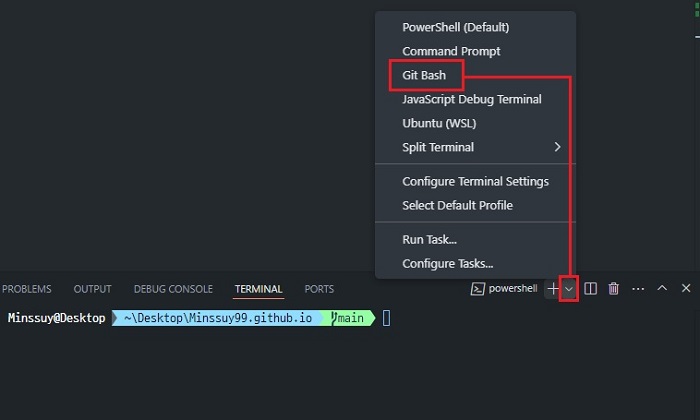 PowerShell (Default)
Command Prompt
Git Bash
JavaScript Debug Terminal
Ubuntu (WSL)
Split Terminal
Configure Terminal Settings
Select Default Profile
Run Task...
Configure Tasks...
PROBLEMS OUTPUT DEBUG CONSOLE TERMINAL PORTS powershell
Minssuy@Desktop ~\Desktop\Minssuy99.github.io main